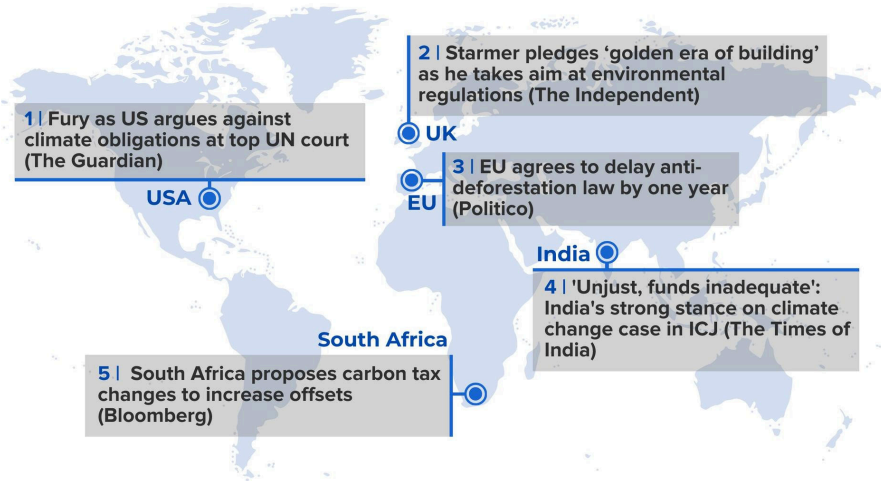 1 | Fury as US argues against
climate obligations at top UN court
(The Guardian)
USA
2 | Starmer pledges ‘golden era of building’
as he takes aim at environmental
regulations (The Independent)
UK
3 | EU agrees to delay anti-
deforestation law by one year
(Politico)
EU
India
4 | 'Unjust, funds inadequate':
India's strong stance on climate
change case in ICJ (The Times of
India)
South Africa
5 | South Africa proposes carbon tax
changes to increase offsets
(Bloomberg)